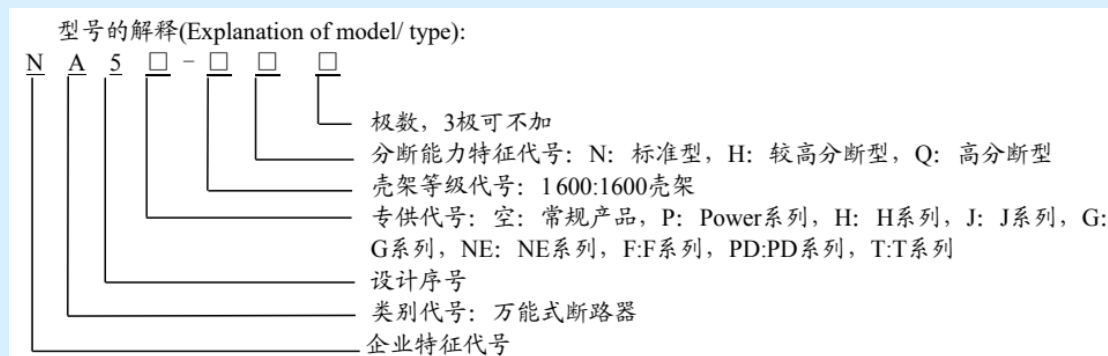 型号的解释(Explanation of model/ type):
N A 5 □ - □ □ □
极数，3极可不加
分断能力特征代号：N：标准型，H：较高分断型，Q：高分断型
壳架等级代号：1600:1600壳架
专供代号：空：常规产品，P：Power系列，H：H系列，J：J系列，G:
G系列，NE：NE系列，F:F系列，PD:PD系列，T:T系列
设计序号
类别代号：万能式断路器
企业特征代号